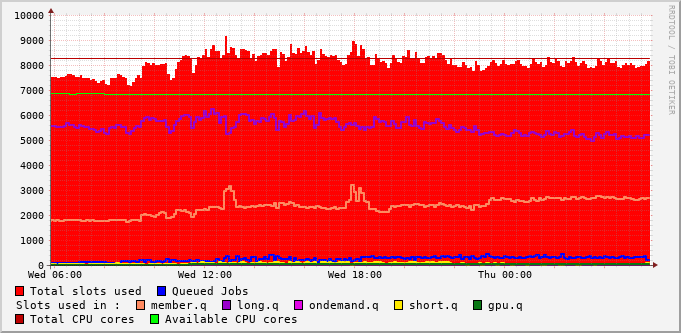 10000
9000
8000
7000
6000
5000
4000
3000
2000
1000
0
Wed 06:00 Wed 12:00 Wed 18:00 Thu 00:00
RRDTOOL / TOBI OETIKER
Total slots used Queued Jobs
Slots used in : member.q long.q ondemand.q short.q gpu.q
Total CPU cores Available CPU cores